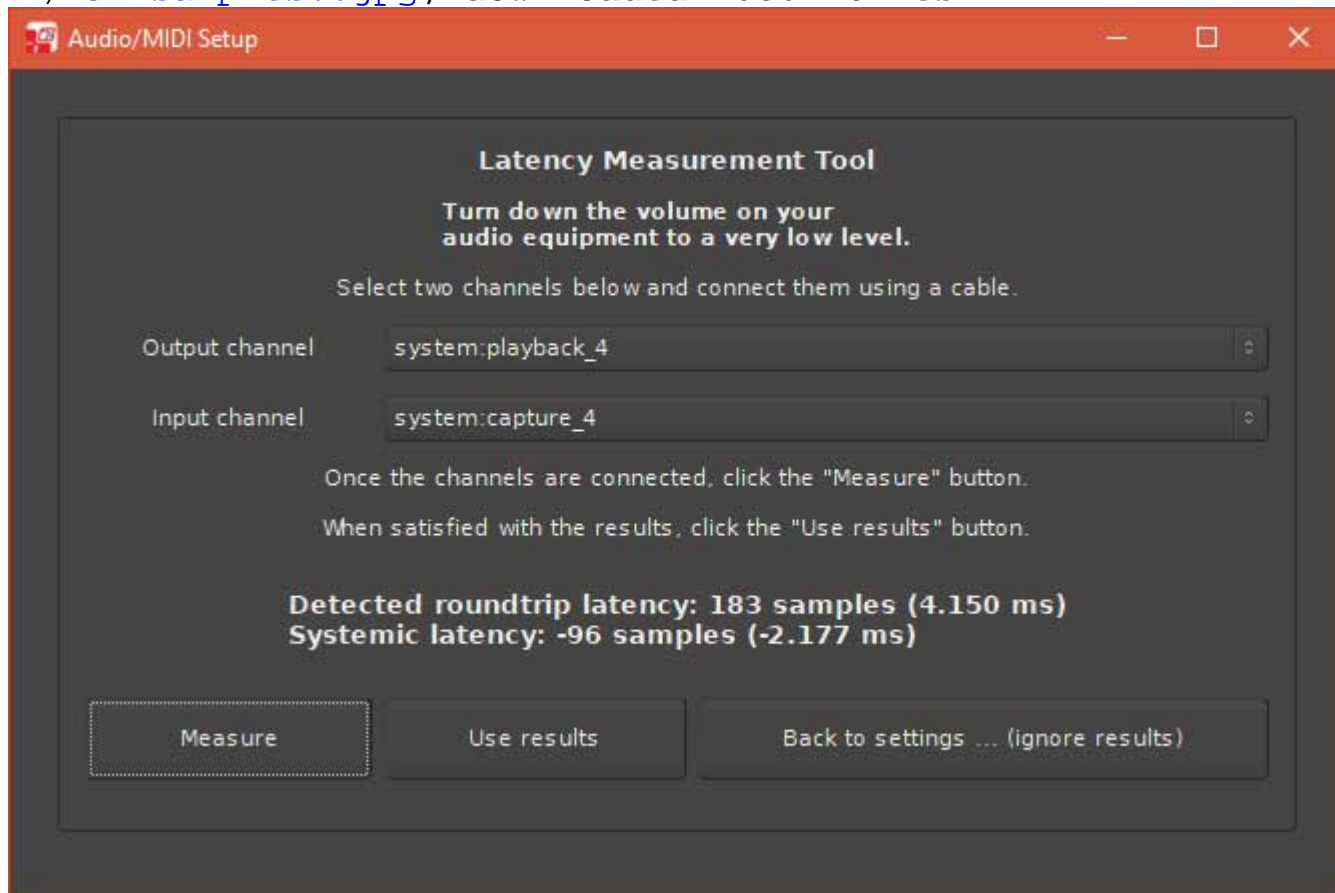 Audio/MIDI Setup
Latency Measurement Tool
Turn down the volume on your
audio equipment to a very low level.
Select two channels below and connect them using a cable.
Output channel system:playback_4
Input channel system:capture_4
Once the channels are connected, click the "Measure" button.
When satisfied with the results, click the "Use results" button.
Detected roundtrip latency: 183 samples (4.150 ms)
Systemic latency: -96 samples (-2.177 ms)
Measure Use results Back to settings ... (ignore results)